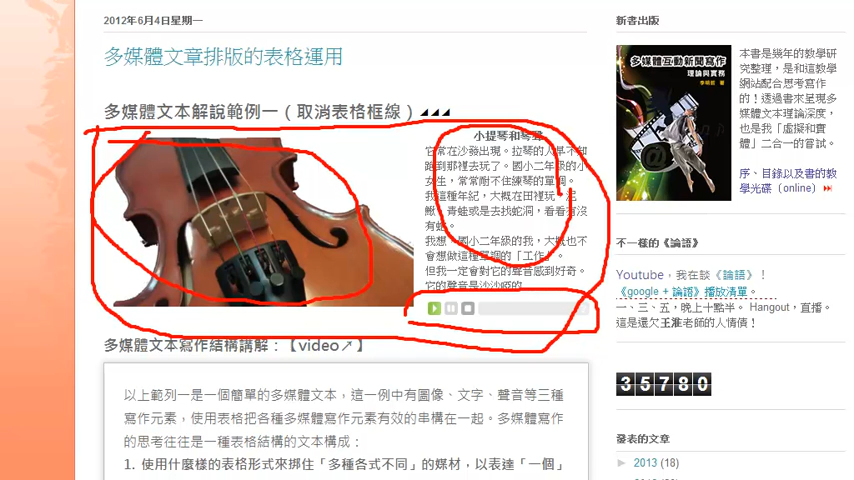 2012年6月4日星期一
多媒體文章排版的表格運用
多媒體文本解說範例一（取消表格框線）
小提琴和琴聲
它常在沙發出現。拉琴的人早不知
跑到那裡去玩了。國小二年級的小
女生，常常耐不住練琴的單調。
我這種年紀，大概在田裡玩，泥
鰍、青蛙或是去找蛇洞，看看有沒
有蛇。
我想，國小二年級的我，大概也不
會想做這種單調的「工作」。
但我一定會對它的聲音感到好奇。
它的聲音是沙沙啞的。
多媒體文本寫作結構講解：【video↗】
以上範列一是一個簡單的多媒體文本，這一例中有圖像、文字、聲音等三種
寫作元素，使用表格把各種多媒體寫作元素有效的串構在一起。多媒體寫作
的思考往往是一種表格結構的文本構成：
1. 使用什麼樣的表格形式來挷住「多種各式不同」的媒材，以表達「一個」
新書出版
多媒體互動新聞寫作
理論與實務
李明哲 著
本書是幾年的教學研
究整理，是和這教學
網站配合思考寫作
的！透過書來呈現多
媒體文本理論深度，
也是我「虛擬和實
體」二合一的嘗試。
序、目錄以及書的教
學光碟（online）
不一樣的《論語》
Youtube，我在談《論語》！
《google + 論語》播放清單。
一、三、五，晚上十點半。 Hangout，直播。
這是還欠王淮老師的人情債！
35780
發表的文章
► 2013 (18)